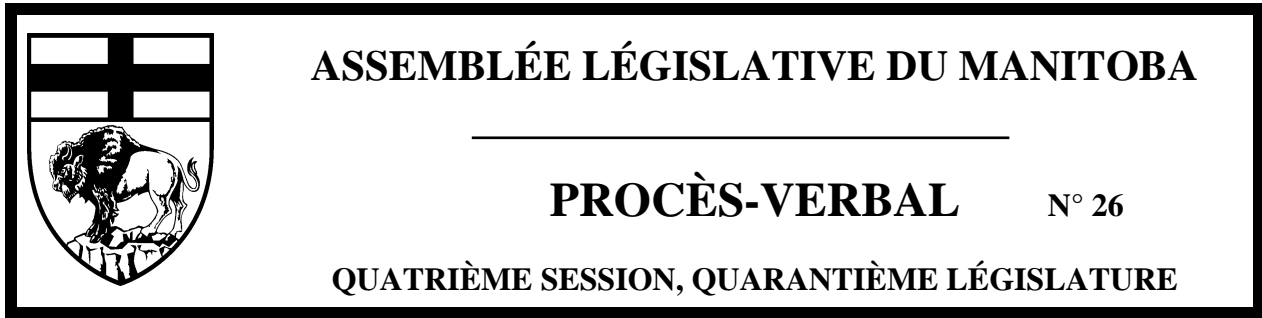 ASSEMBLÉE LÉGISLATIVE DU MANITOBA
PROCÈS-VERBAL N° 26
QUATRIÈME SESSION, QUARANTIÈME LÉGISLATURE